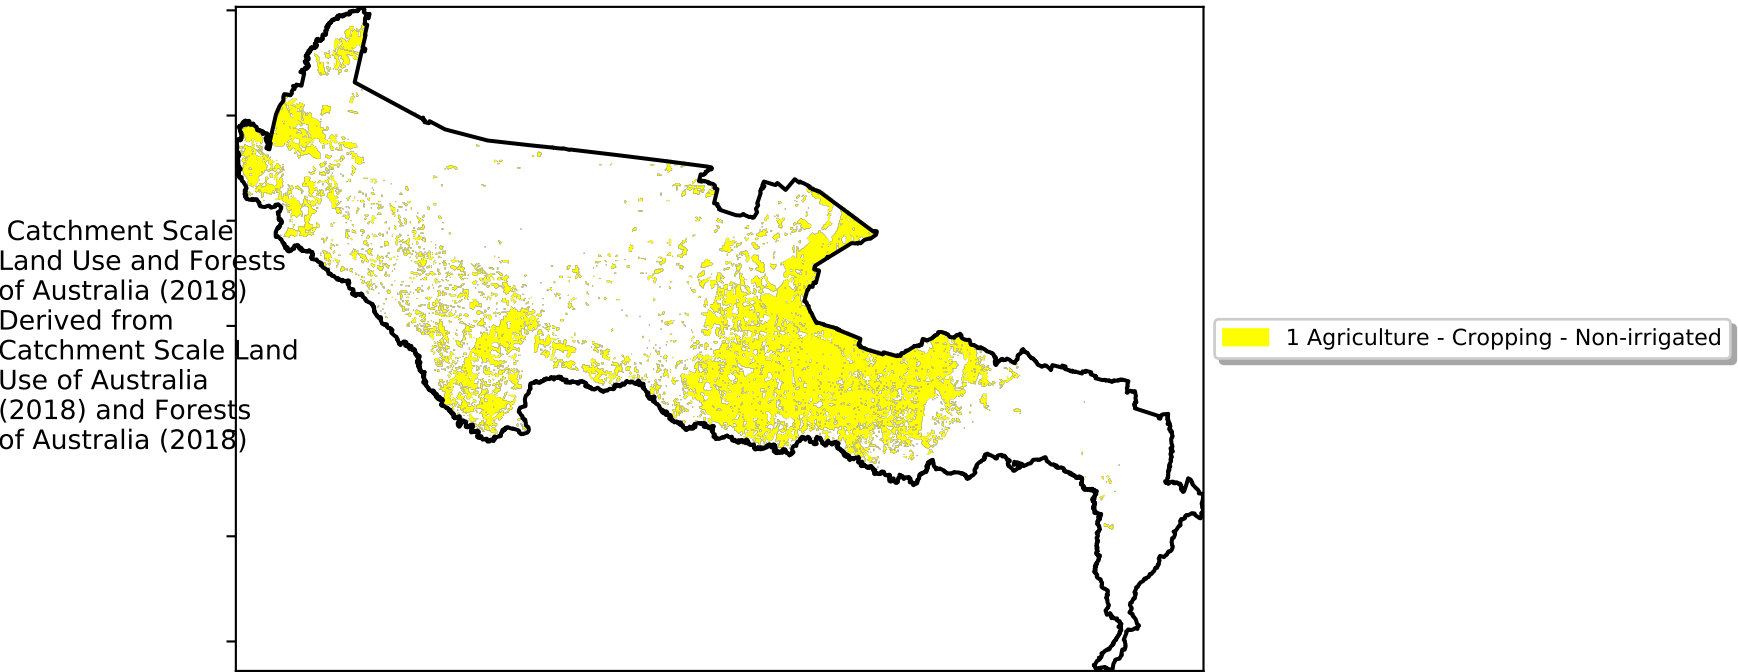 Catchment Scale
Land Use and Forests
of Australia (2018)
Derived from
Catchment Scale Land
Use of Australia
(2018) and Forests
of Australia (2018)
1 Agriculture - Cropping - Non-irrigated